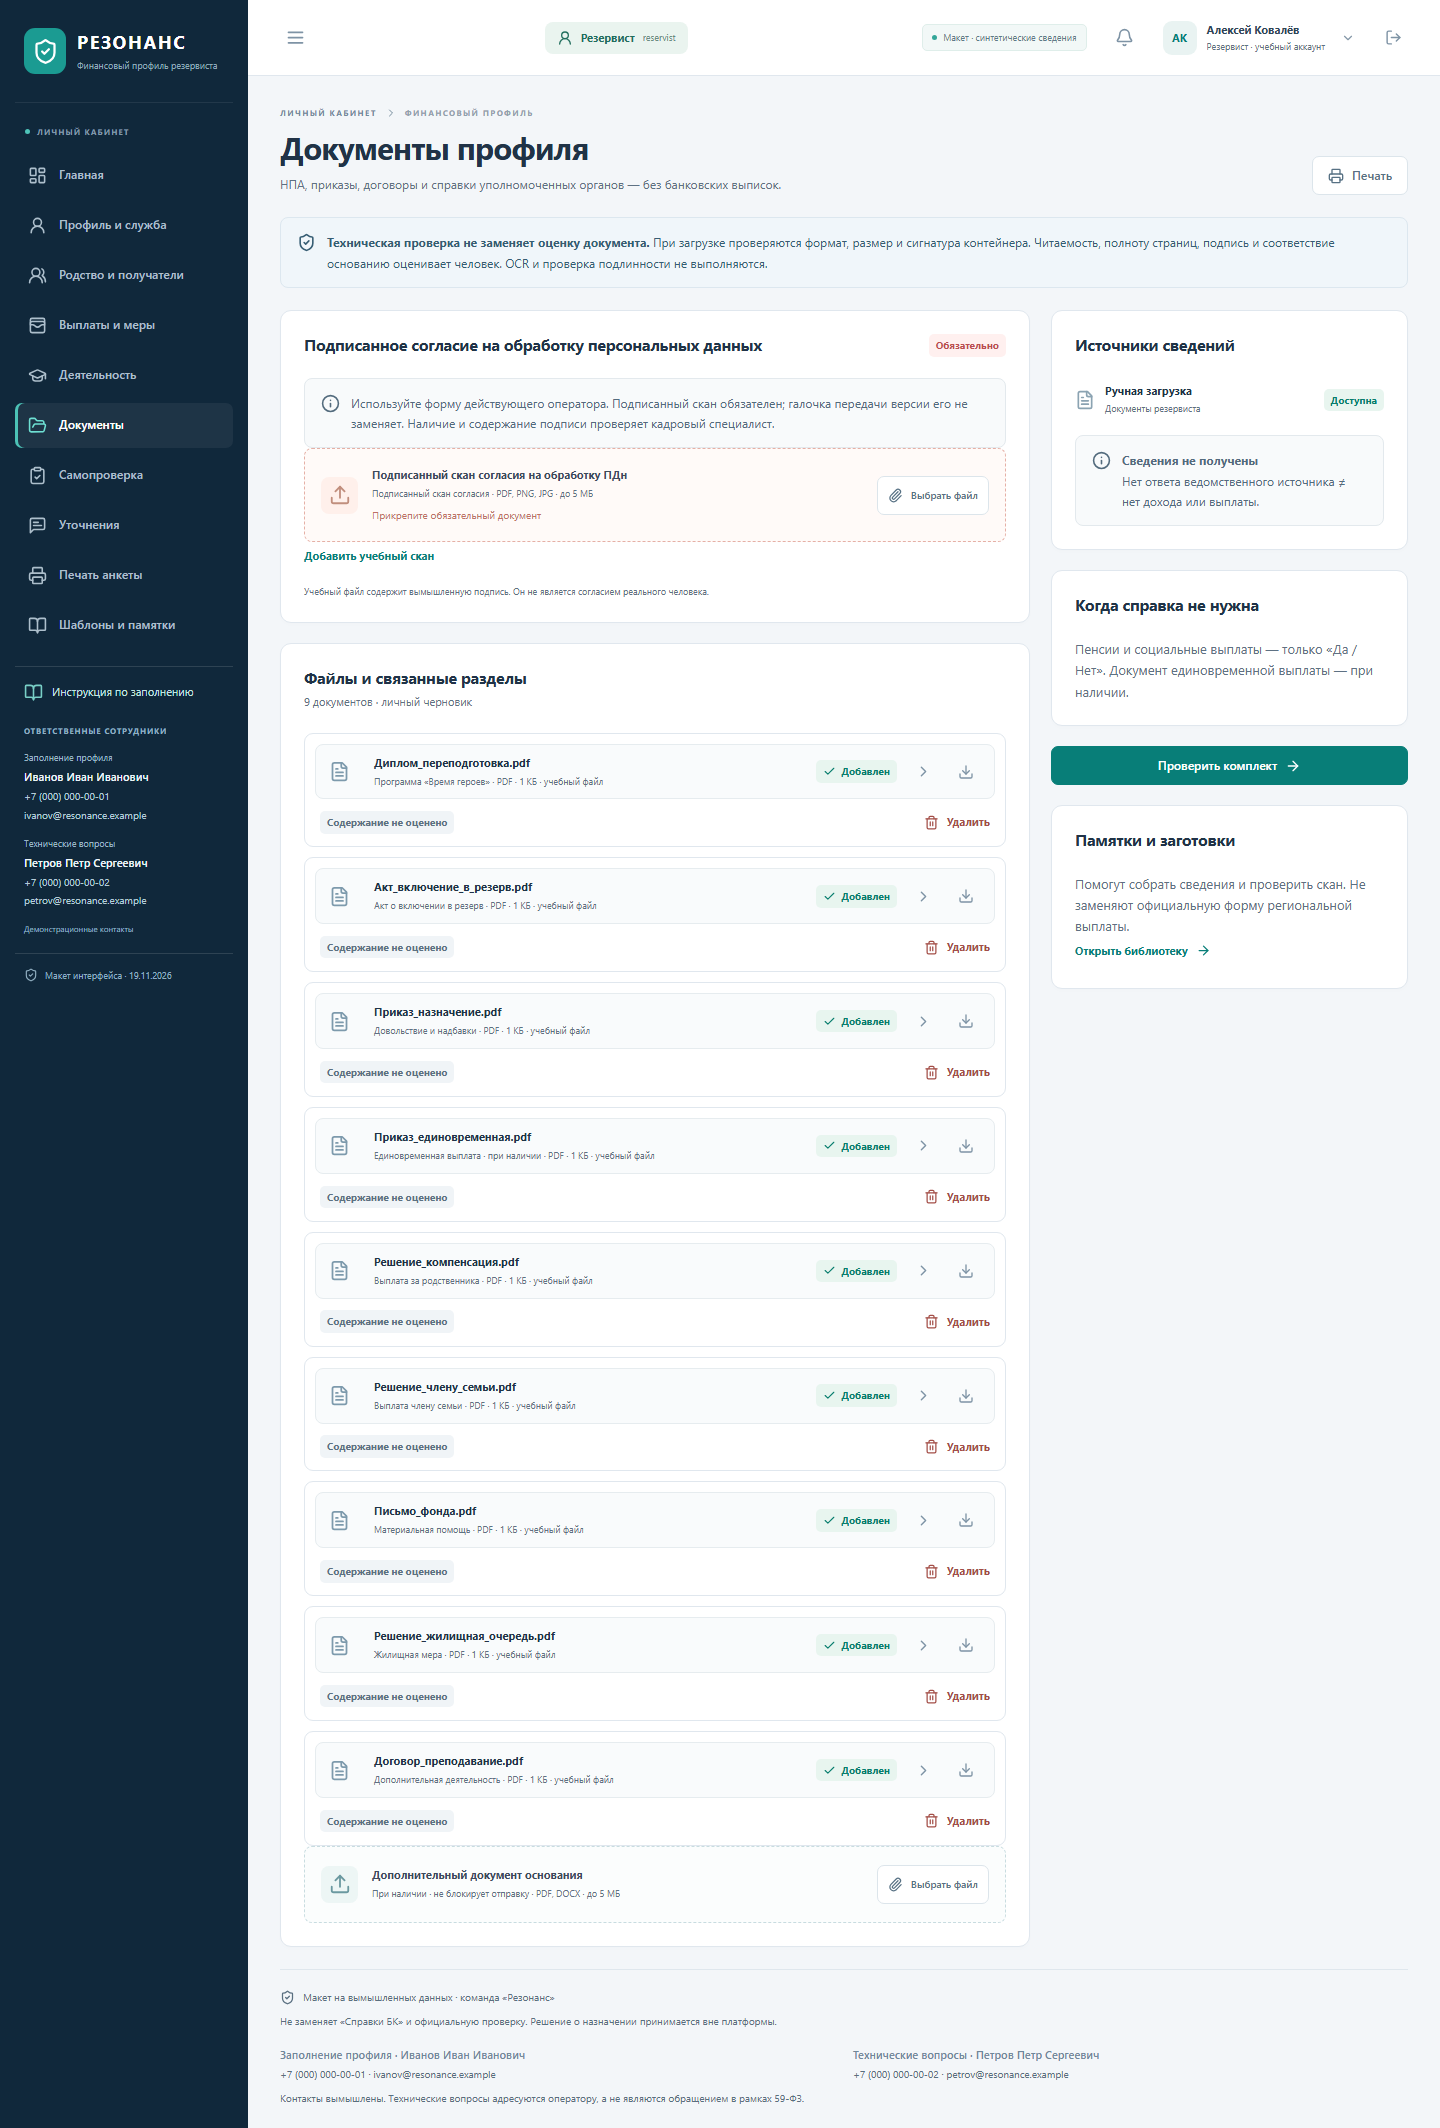 РЕЗОНАНС
Финансовый профиль резервиста
ЛИЧНЫЙ КАБИНЕТ
Главная
Профиль и служба
Родство и получатели
Выплаты и меры
Деятельность
Документы
Самопроверка
Уточнения
Печать анкеты
Шаблоны и памятки
Инструкция по заполнению
ОТВЕТСТВЕННЫЕ СОТРУДНИКИ
Заполнение профиля
Иванов Иван Иванович
+7 (000) 000-00-01
ivanov@resonance.example
Технические вопросы
Петров Петр Сергеевич
+7 (000) 000-00-02
petrov@resonance.example
Демонстрационные контакты
Макет интерфейса · 19.11.2026
Резервист reservist
Макет · синтетические сведения
АК
Алексей Ковалёв
Резервист · учебный аккаунт
ЛИЧНЫЙ КАБИНЕТ
ФИНАНСОВЫЙ ПРОФИЛЬ
Документы профиля
НПА, приказы, договоры и справки уполномоченных органов — без банковских выписок.
Печать
Техническая проверка не заменяет оценку документа. При загрузке проверяются формат, размер и сигнатура контейнера. Читаемость, полноту страниц, подпись и соответствие
основанию оценивает человек. OCR и проверка подлинности не выполняются.
Подписанное согласие на обработку персональных данных
Обязательно
Используйте форму действующего оператора. Подписанный скан обязателен; галочка передачи версии его не
заменяет. Наличие и содержание подписи проверяет кадровый специалист.
Подписанный скан согласия на обработку ПДн
Подписанный скан согласия · PDF, PNG, JPG · до 5 МБ
Прикрепите обязательный документ
Выбрать файл
Добавить учебный скан
Учебный файл содержит вымышленную подпись. Он не является согласием реального человека.
Файлы и связанные разделы
9 документов · личный черновик
Диплом_переподготовка.pdf
Программа «Время героев» · PDF · 1 КБ · учебный файл
Добавлен
Содержание не оценено
Удалить
Акт_включение_в_резерв.pdf
Акт о включении в резерв · PDF · 1 КБ · учебный файл
Добавлен
Содержание не оценено
Удалить
Приказ_назначение.pdf
Довольствие и надбавки · PDF · 1 КБ · учебный файл
Добавлен
Содержание не оценено
Удалить
Приказ_единовременная.pdf
Единовременная выплата · при наличии · PDF · 1 КБ · учебный файл
Добавлен
Содержание не оценено
Удалить
Решение_компенсация.pdf
Выплата за родственника · PDF · 1 КБ · учебный файл
Добавлен
Содержание не оценено
Удалить
Решение_члену_семьи.pdf
Выплата члену семьи · PDF · 1 КБ · учебный файл
Добавлен
Содержание не оценено
Удалить
Письмо_фонда.pdf
Материальная помощь · PDF · 1 КБ · учебный файл
Добавлен
Содержание не оценено
Удалить
Решение_жилищная_очередь.pdf
Жилищная мера · PDF · 1 КБ · учебный файл
Добавлен
Содержание не оценено
Удалить
Договор_преподавание.pdf
Дополнительная деятельность · PDF · 1 КБ · учебный файл
Добавлен
Содержание не оценено
Удалить
Дополнительный документ основания
При наличии · не блокирует отправку · PDF, DOCX · до 5 МБ
Выбрать файл
Источники сведений
Ручная загрузка
Документы резервиста
Доступна
Сведения не получены
Нет ответа ведомственного источника ≠
нет дохода или выплаты.
Когда справка не нужна
Пенсии и социальные выплаты — только «Да /
Нет». Документ единовременной выплаты — при
наличии.
Проверить комплект
Памятки и заготовки
Помогут собрать сведения и проверить скан. Не
заменяют официальную форму региональной
выплаты.
Открыть библиотеку
Макет на вымышленных данных · команда «Резонанс»
Не заменяет «Справки БК» и официальную проверку. Решение о назначении принимается вне платформы.
Заполнение профиля · Иванов Иван Иванович
+7 (000) 000-00-01 · ivanov@resonance.example
Технические вопросы · Петров Петр Сергеевич
+7 (000) 000-00-02 · petrov@resonance.example
Контакты вымышлены. Технические вопросы адресуются оператору, а не являются обращением в рамках 59-ФЗ.